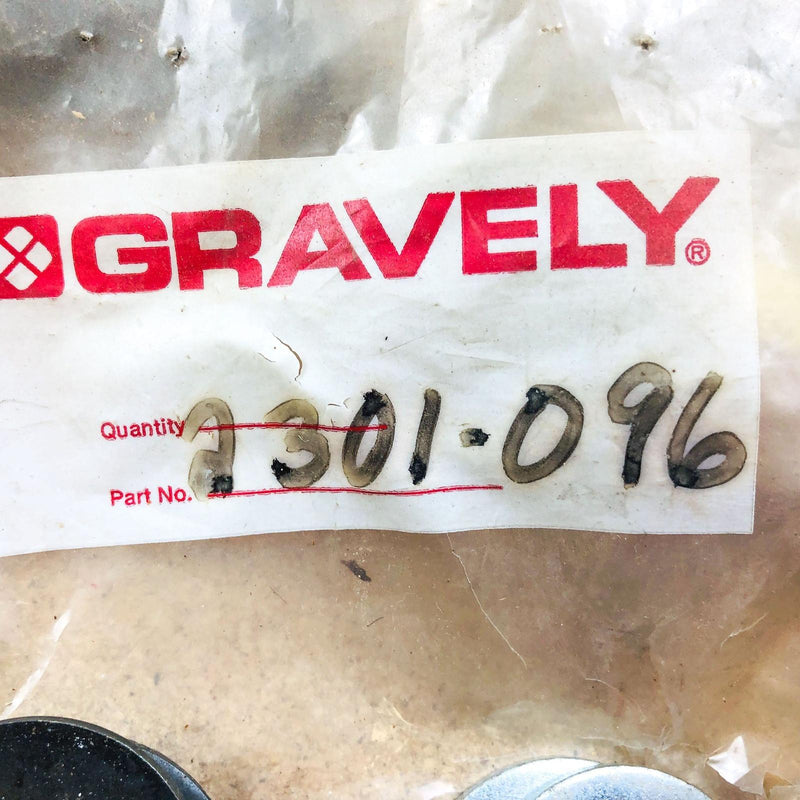 GRAVELY®
Quantity
2301-096
Part No.